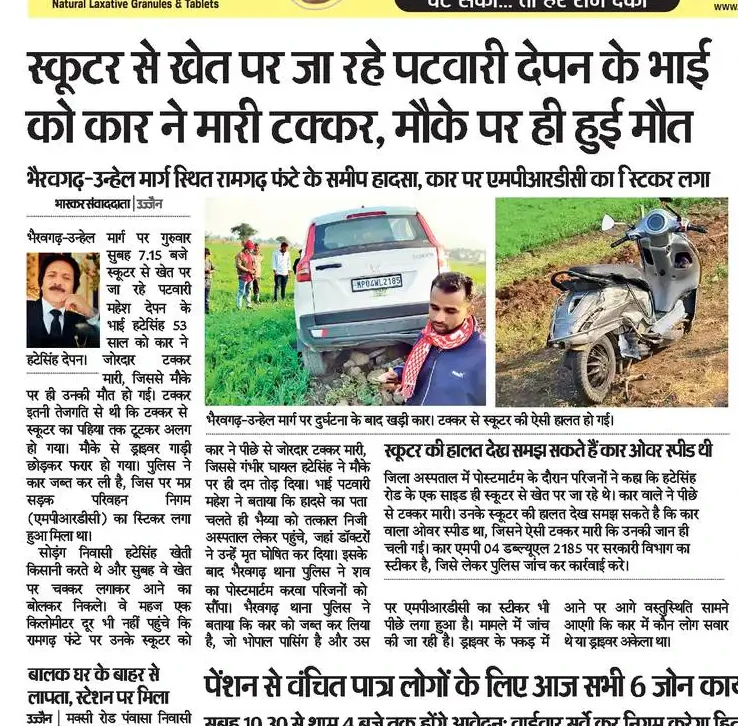 Natural Laxative Granules & Tablets
www.
स्कूटर से खेत पर जा रहे पटवारी देपन के भाई
को कार ने मारी टक्कर, मौके पर ही हुई मौत
भैरवगढ़-उन्हेल मार्ग स्थित रामगढ़ फंटे के समीप हादसा, कार पर एमपीआरडीसी का स्टिकर लगा
भास्कर संवाददाता | उज्जैन
भैरवगढ़-उन्हेल मार्ग पर गुरुवार
सुबह 7.15 बजे
स्कूटर से खेत पर
जा रहे पटवारी
महेश देपन के
भाई हटेसिंह 53
साल को कार ने
हटेसिंह देपन।
जोरदार टक्कर
मारी, जिससे मौके
पर ही उनकी मौत हो गई। टक्कर
इतनी तेजगति से थी कि टक्कर से
स्कूटर का पहिया तक टूटकर अलग
हो गया। मौके से ड्राइवर गाड़ी
छोड़कर फरार हो गया। पुलिस ने
कार जब्त कर ली है, जिस पर मप्र
सड़क परिवहन निगम
(एमपीआरडीसी) का स्टिकर लगा
हुआ मिला था।
सोड़ंग निवासी हटेसिंह खेती
किसानी करते थे और सुबह वे खेत
पर चक्कर लगाकर आने का
बोलकर निकले। वे महज एक
किलोमीटर दूर भी नहीं पहुंचे कि
रामगढ़ फंटे पर उनके स्कूटर को
MP04WL2185
भैरवगढ़-उन्हेल मार्ग पर दुर्घटना के बाद खड़ी कार। टक्कर से स्कूटर की ऐसी हालत हो गई।
कार ने पीछे से जोरदार टक्कर मारी,
जिससे गंभीर घायल हटेसिंह ने मौके
पर ही दम तोड़ दिया। भाई पटवारी
महेश ने बताया कि हादसे का पता
चलते ही भैय्या को तत्काल निजी
अस्पताल लेकर पहुंचे, जहां डॉक्टरों
ने उन्हें मृत घोषित कर दिया। इसके
बाद भैरवगढ़ थाना पुलिस ने शव
का पोस्टमार्टम करवा परिजनों को
सौंपा। भैरवगढ़ थाना पुलिस ने
बताया कि कार को जब्त कर लिया
है, जो भोपाल पासिंग है और उस
स्कूटर की हालत देख समझ सकते हैं कार ओवर स्पीड थी
जिला अस्पताल में पोस्टमार्टम के दौरान परिजनों ने कहा कि हटेसिंह
रोड के एक साइड ही स्कूटर से खेत पर जा रहे थे। कार वाले ने पीछे
से टक्कर मारी। उनके स्कूटर की हालत देख समझ सकते है कि कार
वाला ओवर स्पीड था, जिसने ऐसी टक्कर मारी कि उनकी जान ही
चली गई। कार एमपी 04 डब्ल्यूएल 2185 पर सरकारी विभाग का
स्टीकर है, जिसे लेकर पुलिस जांच कर कार्रवाई करे।
पर एमपीआरडीसी का स्टीकर भी
पीछे लगा हुआ है। मामले में जांच
की जा रही है। ड्राइवर के पकड़ में
आने पर आगे वस्तुस्थिति सामने
आएगी कि कार में कौन लोग सवार
थे या ड्राइवर अकेला था।
बालक घर के बाहर से
लापता, स्टेशन पर मिला
उज्जैन | मक्सी रोड पंवासा निवासी
पेंशन से वंचित पात्र लोगों के लिए आज सभी 6 जोन
सुबह 10.30 से शाम 4 बजे तक होंगे आवेदन;